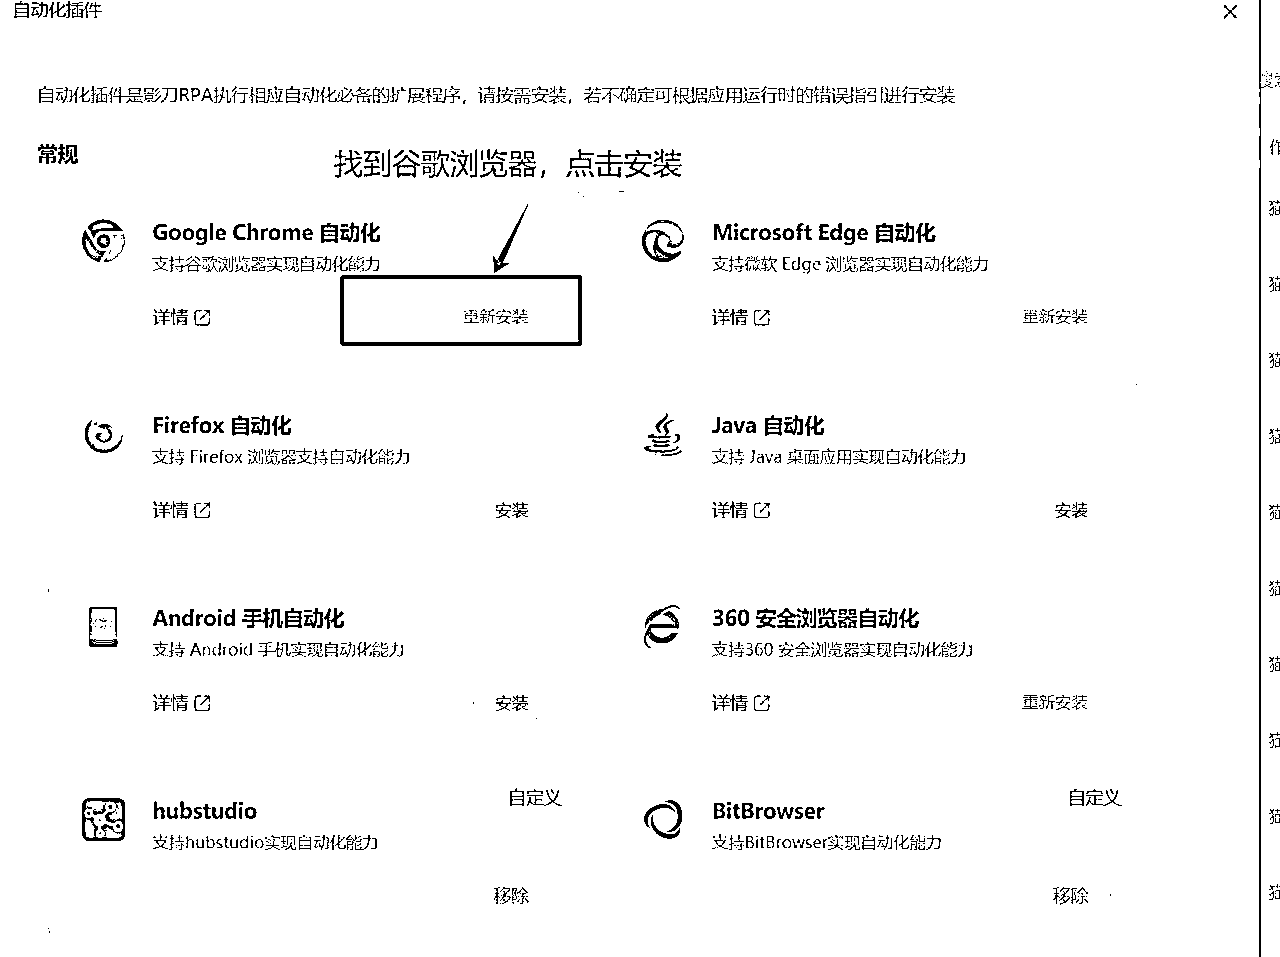 自动化插件
自动化插件是影刀RPA执行相应自动化必备的扩展程序，请按需安装，若不确定可根据应用运行时的错误指引进行安装
常规
找到谷歌浏览器，点击安装
Google Chrome 自动化
支持谷歌浏览器实现自动化能力
详情
重新安装
Microsoft Edge 自动化
支持微软 Edge 浏览器实现自动化能力
详情
重新安装
Firefox 自动化
支持 Firefox 浏览器支持自动化能力
详情
安装
Java 自动化
支持 Java 桌面应用实现自动化能力
详情
安装
Android 手机自动化
支持 Android 手机实现自动化能力
详情
安装
360 安全浏览器自动化
支持360 安全浏览器实现自动化能力
详情
重新安装
hubstudio
自定义
支持hubstudio实现自动化能力
移除
BitBrowser
自定义
支持BitBrowser实现自动化能力
移除
作